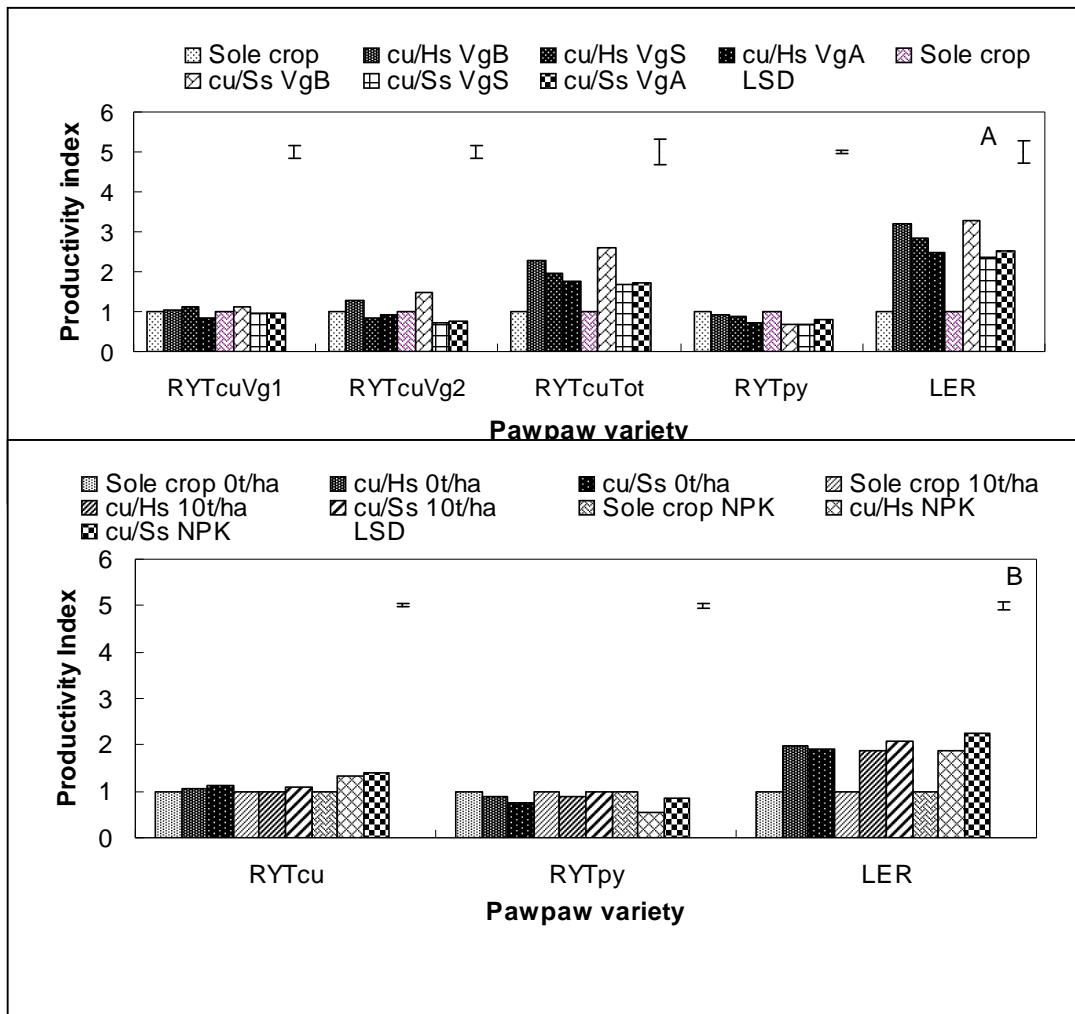 Sole crop cu/Hs VgB cu/Hs VgS cu/Hs VgA Sole crop
cu/Ss VgB cu/Ss VgS cu/Ss VgA LSD
6
5
4
3
2
1
0
Productivity index
A
RYTcuVg1 RYTcuVg2 RYTcuTot RYTpy LER
Pawpaw variety
Sole crop 0t/ha cu/Hs 0t/ha cu/Ss 0t/ha Sole crop 10t/ha
cu/Hs 10t/ha cu/Ss 10t/ha Sole crop NPK cu/Hs NPK
cu/Ss NPK LSD
6
5
4
3
2
1
0
Productivity Index
B
RYTcu RYTpy LER
Pawpaw variety